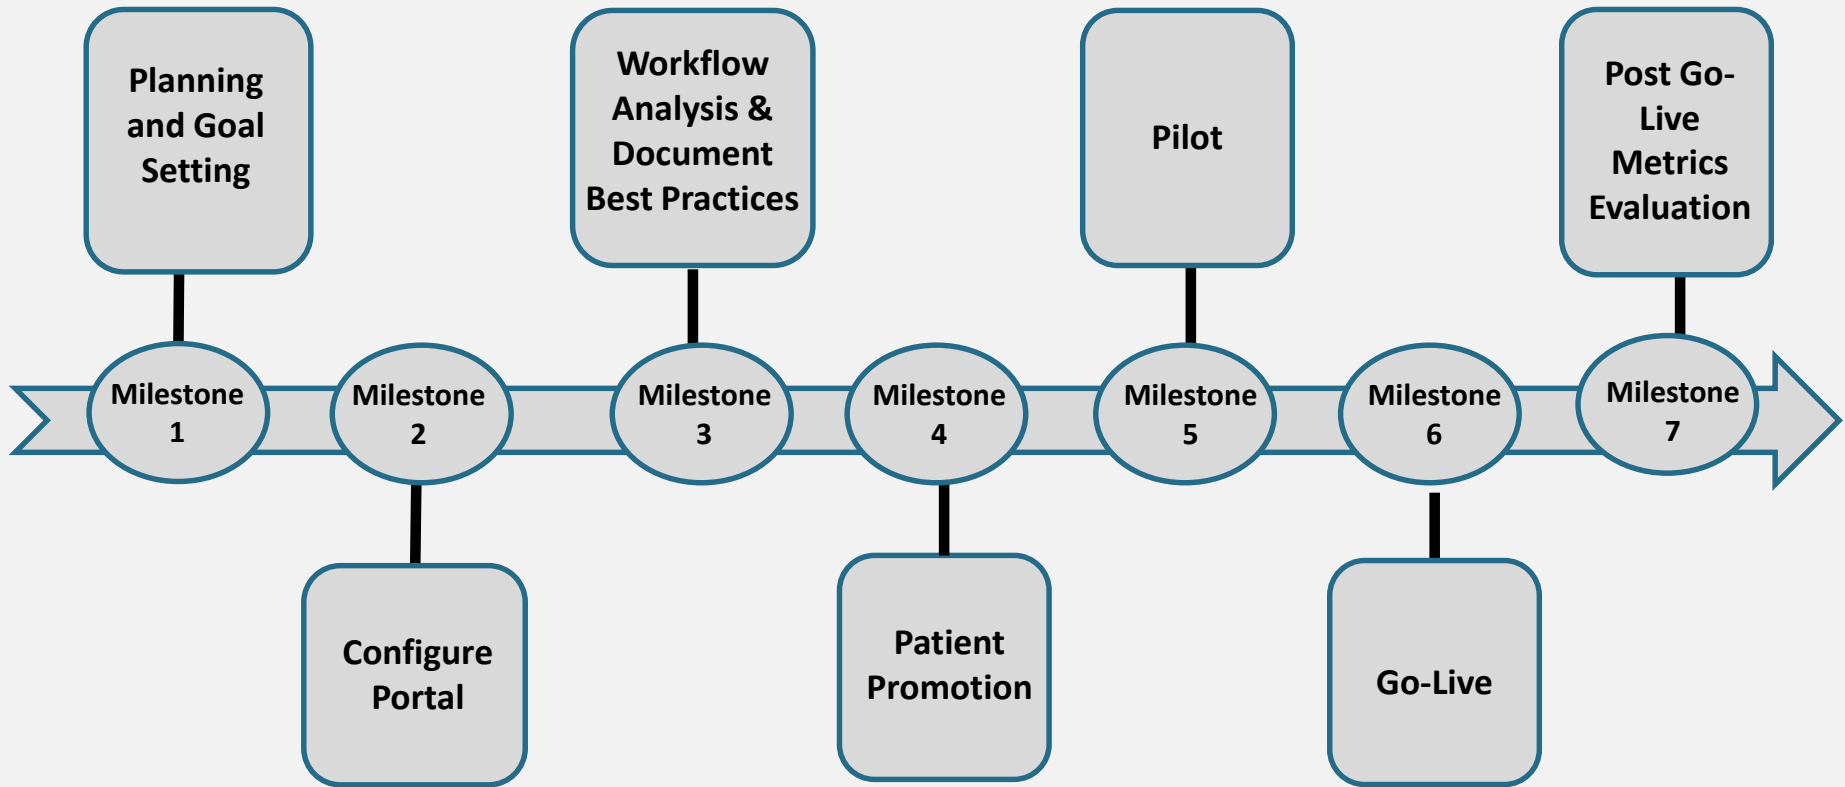 Planning
and Goal
Setting
Workflow
Analysis &
Document
Best Practices
Pilot
Post Go-
Live
Metrics
Evaluation
Milestone
1
Milestone
2
Milestone
3
Milestone
4
Milestone
5
Milestone
6
Milestone
7
Configure
Portal
Patient
Promotion
Go-Live